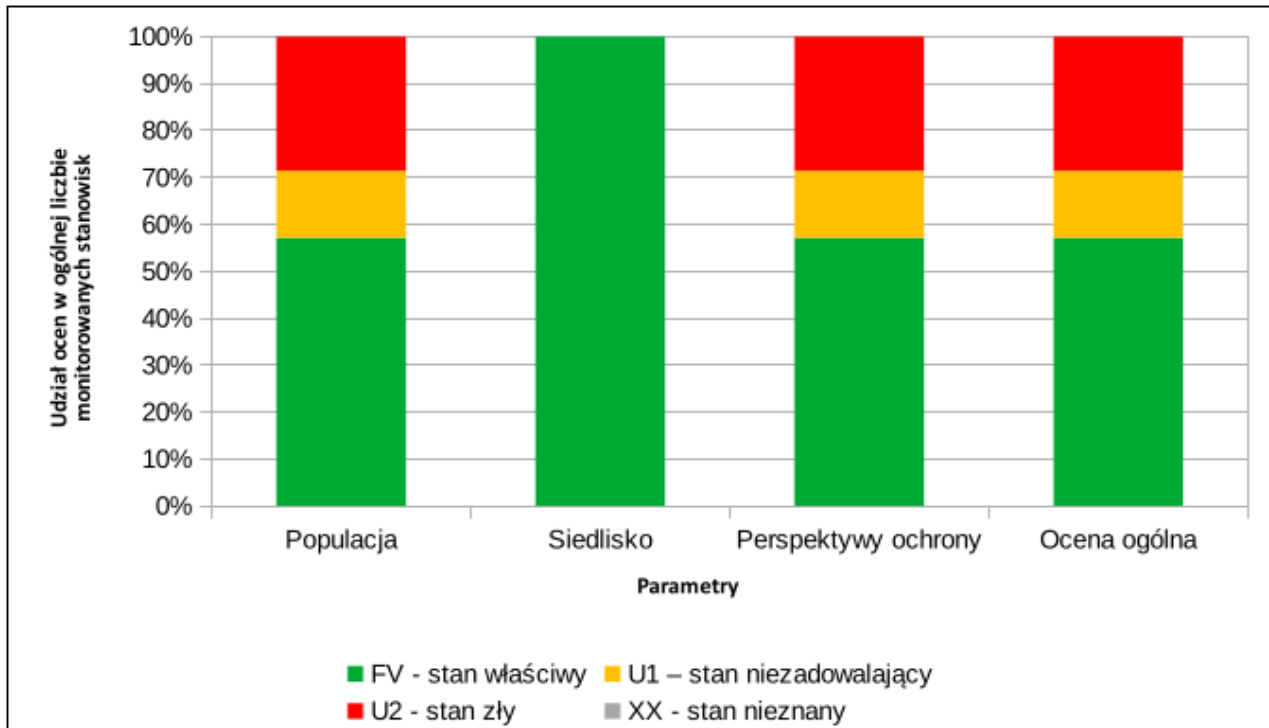 100%
90%
80%
70%
60%
50%
40%
30%
20%
10%
0%
Udział ocen w ogólnej liczbie
monitorowanych stanowisk
Populacja Siedlisko Perspektywy ochrony Ocena ogólna
Parametry
FV - stan właściwy U1 – stan niezadowalający
U2 - stan zły XX - stan nieznany